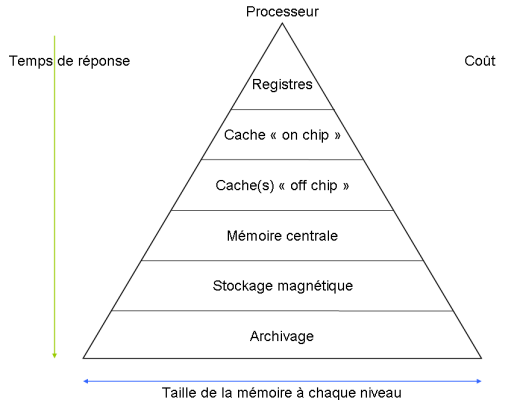 Processeur
Temps de réponse
Coût
Registres
Cache « on chip »
Cache(s) « off chip »
Mémoire centrale
Stockage magnétique
Archivage
Taille de la mémoire à chaque niveau